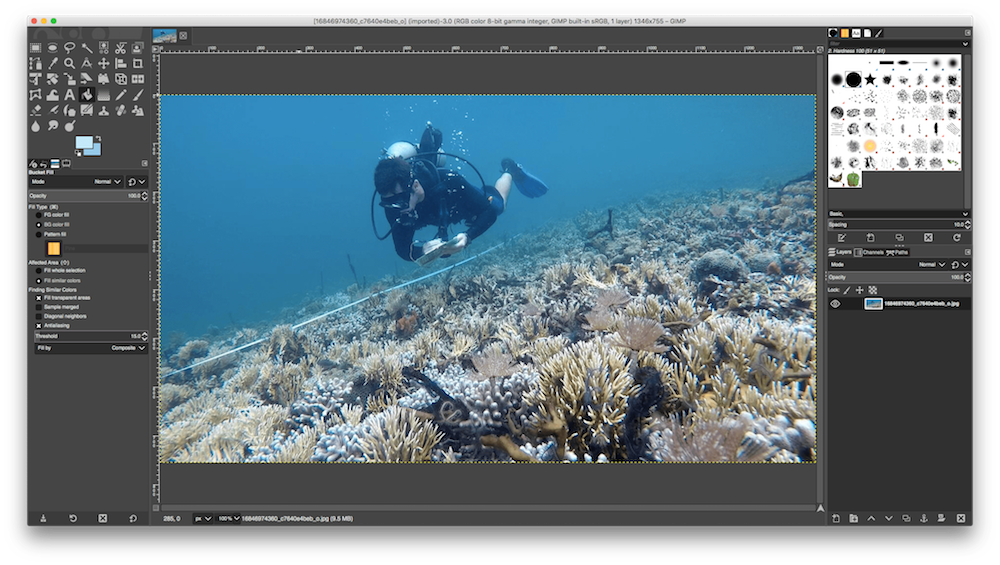 [16846974360_c7640e4beb_o] (imported)-3.0 (RGB color 8-bit gamma integer, GIMP built-in sRGB, 1 layer) 1346x755 – GIMP
Bucket Fill
Mode Normal
Opacity 100.0
Fill Type (⌘)
FG color fill
BG color fill
Pattern fill
Affected Area (⇧)
Fill whole selection
Fill similar colors
Finding Similar Colors
Fill transparent areas
Sample merged
Diagonal neighbors
Antialiasing
Threshold 15.0
Fill by Composite
285, 0 px 100% 16846974360_c7640e4beb_o.jpg (9.5 MB)
Aa
filter
2. Hardness 100 (51 x 51)
Basic,
Spacing 10.0
Layers Channels Paths
Mode Normal
Opacity 100.0
Lock:
16846974360_c7640e4beb_o.jpg